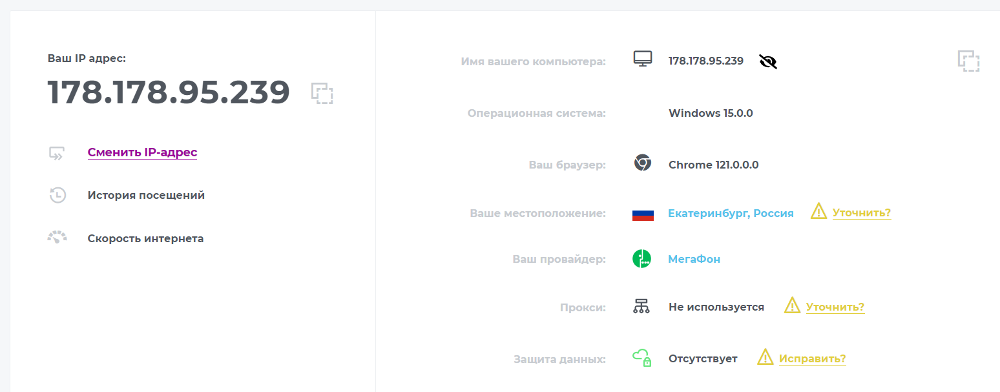 Ваш IP адрес:
178.178.95.239
Сменить IP-адрес
История посещений
Скорость интернета
Имя вашего компьютера: 178.178.95.239
Операционная система: Windows 15.0.0
Ваш браузер: Chrome 121.0.0.0
Ваше местоположение: Екатеринбург, Россия Уточнить?
Ваш провайдер: МегаФон
Прокси: Не используется Уточнить?
Защита данных: Отсутствует Исправить?